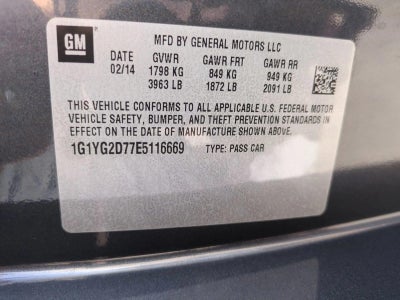 GM
MFD BY GENERAL MOTORS LLC
DATE GVWR GAWR FRT GAWR RR
02/14 1798 KG 849 KG 949 KG
3963 LB 1872 LB 2091 LB
THIS VEHICLE CONFORMS TO ALL APPLICABLE U.S. FEDERAL MOTOR
VEHICLE SAFETY, BUMPER, AND THEFT PREVENTION STANDARDS IN
EFFECT ON THE DATE OF MANUFACTURE SHOWN ABOVE.
1G1YG2D77E5116669 TYPE: PASS CAR